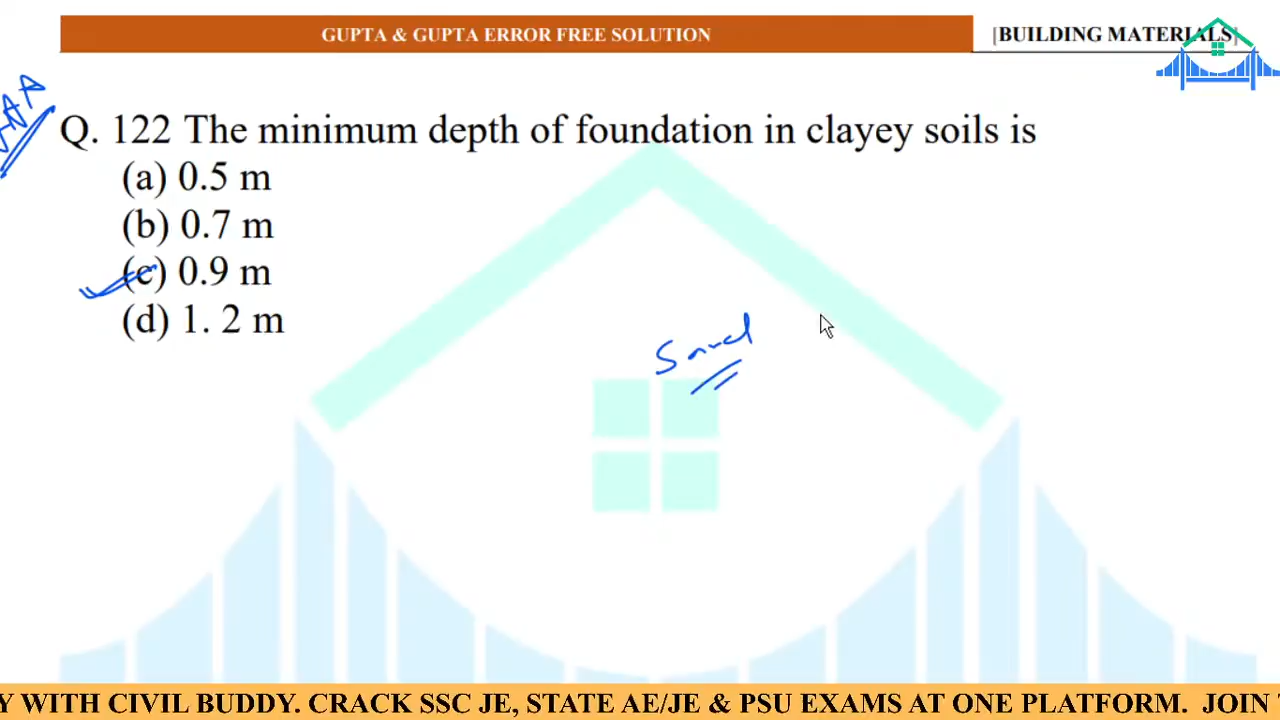 GUPTA & GUPTA ERROR FREE SOLUTION
[BUILDING MATERIALS]
Q. 122 The minimum depth of foundation in clayey soils is
(a) 0.5 m
(b) 0.7 m
(c) 0.9 m
(d) 1. 2 m
Y WITH CIVIL BUDDY. CRACK SSC JE, STATE AE/JE & PSU EXAMS AT ONE PLATFORM. JOIN